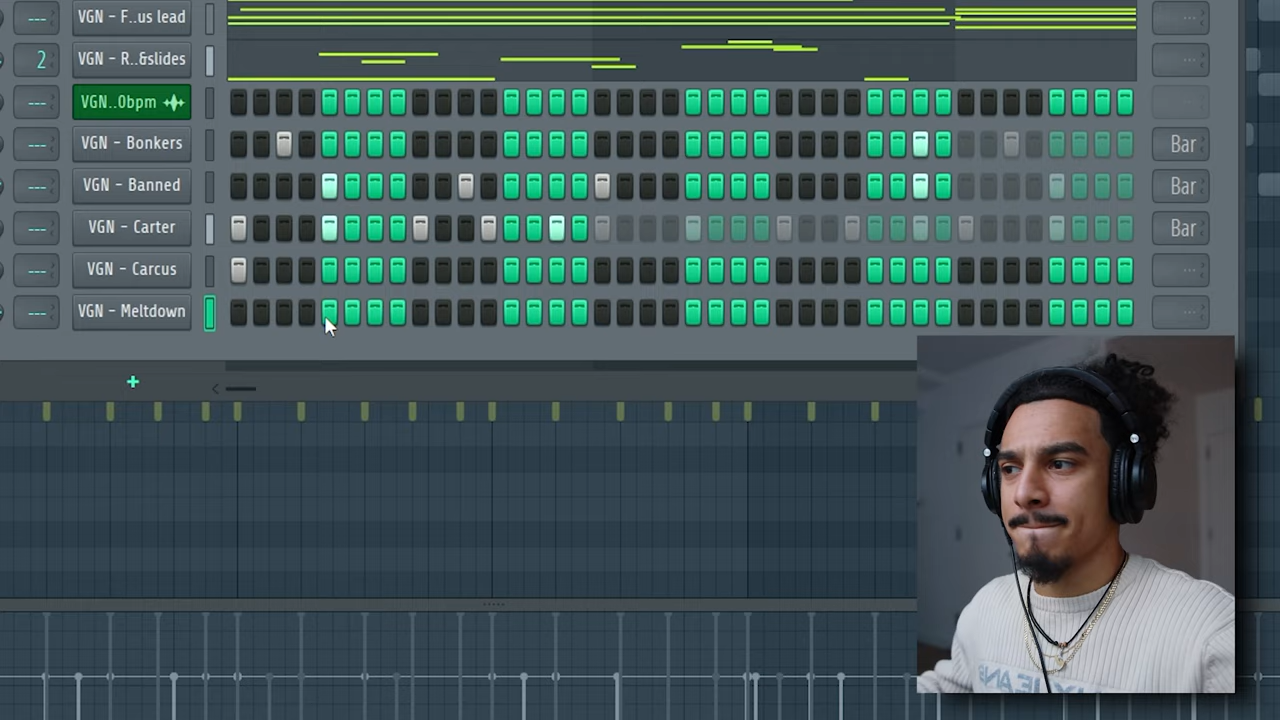 --- VGN - F..us lead ...
2 VGN - R..&slides ...
--- VGN..0bpm ...
--- VGN - Bonkers Bar
--- VGN - Banned Bar
--- VGN - Carter Bar
--- VGN - Carcus ...
--- VGN - Meltdown ...
+